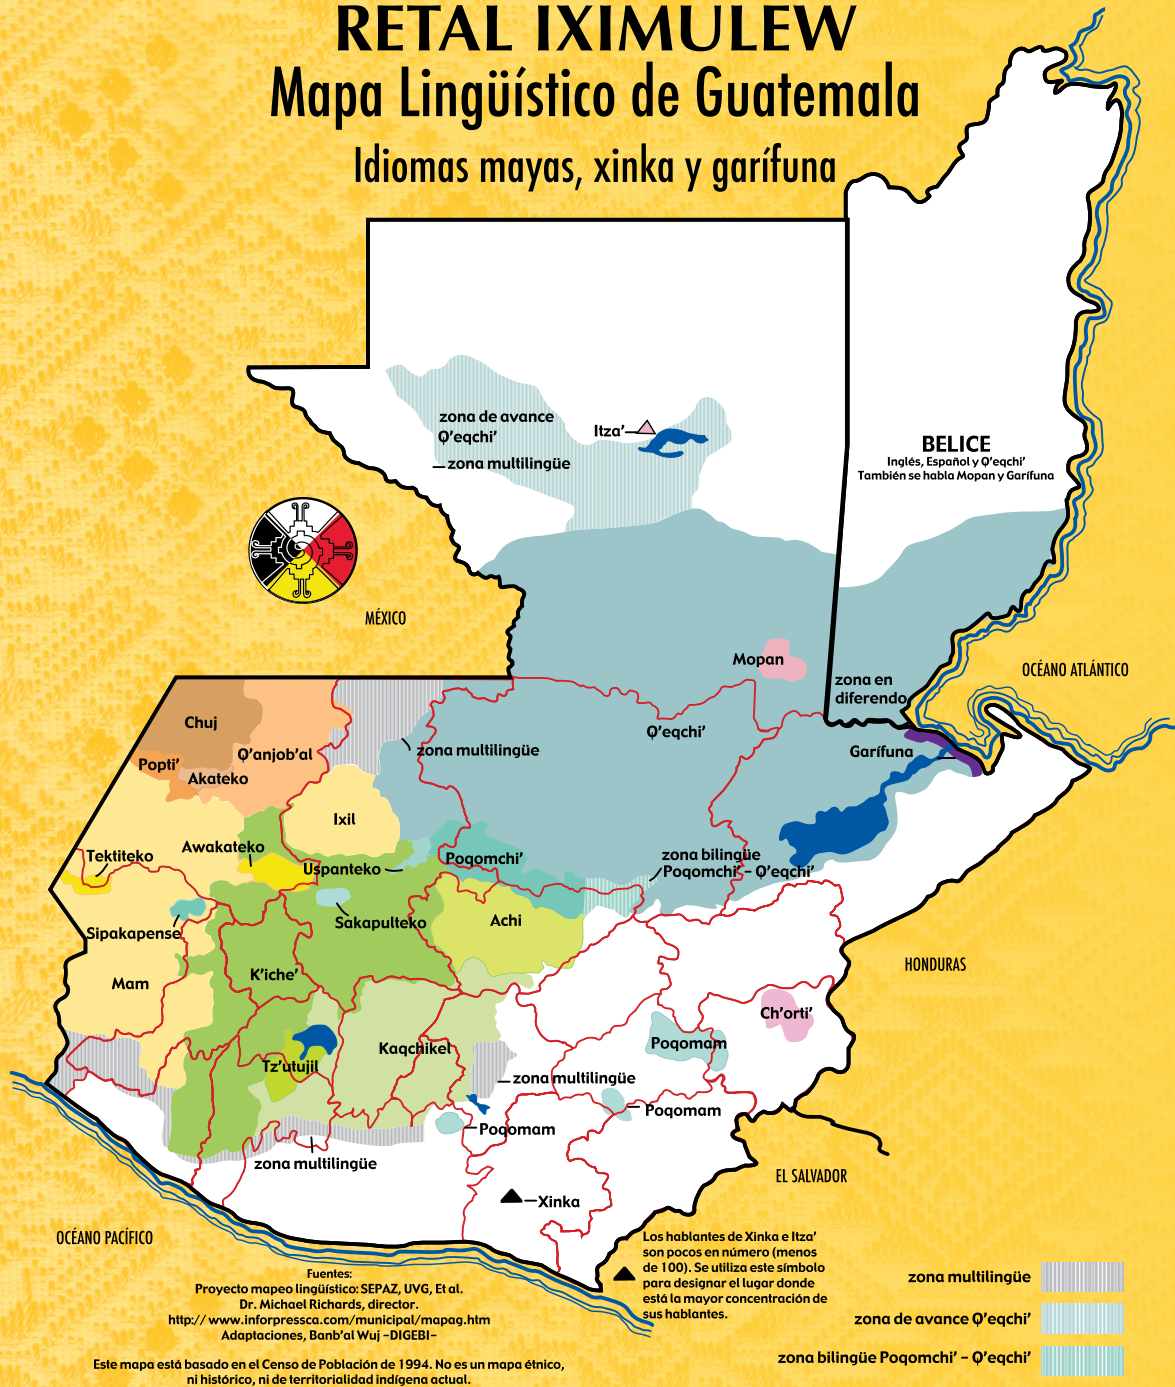 RETAL IXIMULEW
Mapa Lingüístico de Guatemala
Idiomas mayas, xinka y garífuna
zona de avance
Q'eqchi'
Itza'
zona multilingüe
BELICE
Inglés, Español y Q'eqchi'
También se habla Mopan y Garífuna
MÉXICO
Mopan
OCÉANO ATLÁNTICO
zona en
diferendo
Chuj
Q'eqchi'
zona multilingüe
Garífuna
Q'anjob'al
Popti'
Akateko
Ixil
Awakateko
Tektiteko
Poqomchi'
zona bilingüe
Poqomchi' - Q'eqchi'
Uspanteko
Sakapulteko
Achi
Sipakapense
HONDURAS
K'iche'
Mam
Ch'orti'
Kaqchikel
Poqomam
Tz'utujil
zona multilingüe
Poqomam
Poqomam
zona multilingüe
EL SALVADOR
Xinka
OCÉANO PACÍFICO
Los hablantes de Xinka e Itza'
son pocos en número (menos
de 100). Se utiliza este símbolo
para designar el lugar donde
está la mayor concentración de
sus hablantes.
Fuentes:
Proyecto mapeo lingüístico: SEPAZ, UVG, Et al.
Dr. Michael Richards, director.
http:// www.inforpressca.com/municipal/mapag.htm
Adaptaciones, Banb'al Wuj -DIGEBI-
Este mapa está basado en el Censo de Población de 1994. No es un mapa étnico,
ni histórico, ni de territorialidad indígena actual.
zona multilingüe
zona de avance Q'eqchi'
zona bilingüe Poqomchi' - Q'eqchi'